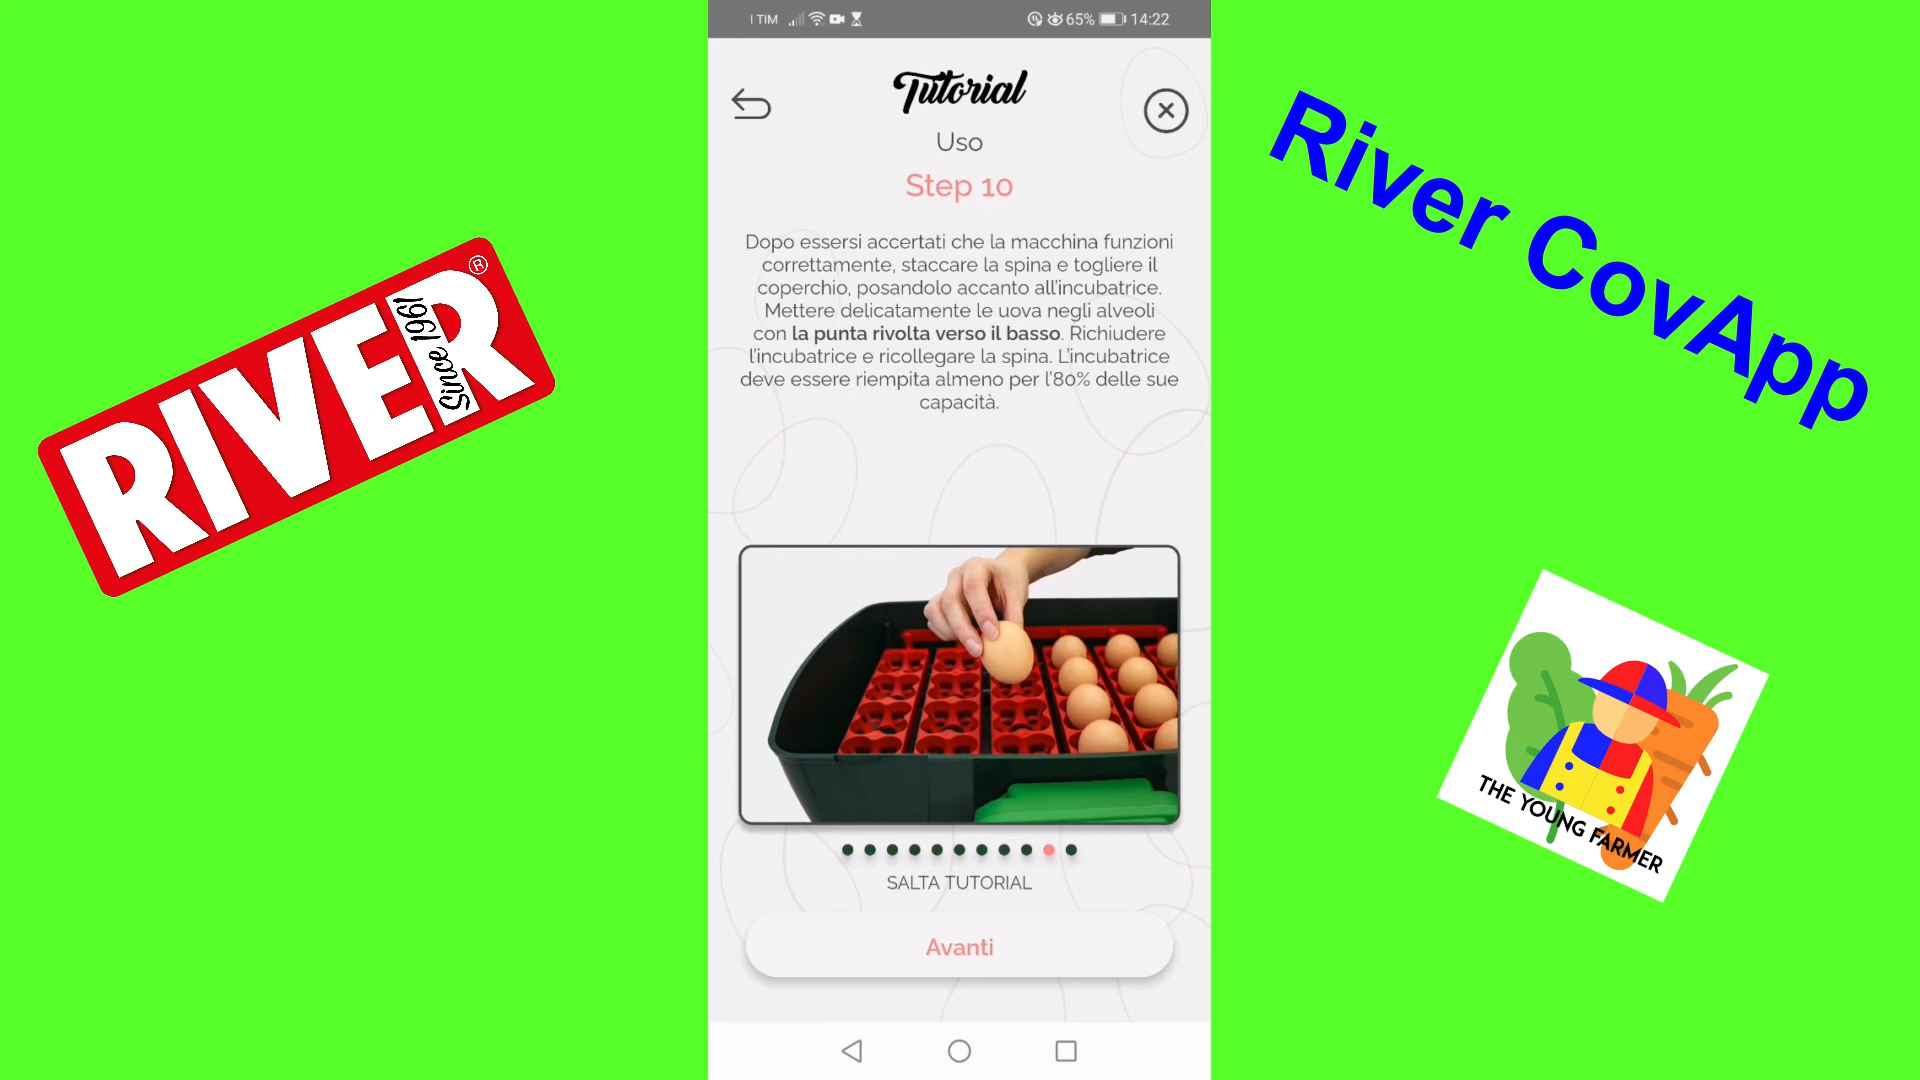 RIVER
®
Since 1961
I TIM
65%
14:22
Tutorial
Uso
Step 10
Dopo essersi accertati che la macchina funzioni
correttamente, staccare la spina e togliere il
coperchio, posandolo accanto all'incubatrice.
Mettere delicatamente le uova negli alveoli
con la punta rivolta verso il basso. Richiudere
l'incubatrice e ricollegare la spina. L'incubatrice
deve essere riempita almeno per l'80% delle sue
capacità.
SALTA TUTORIAL
Avanti
River CovApp
THE YOUNG FARMER